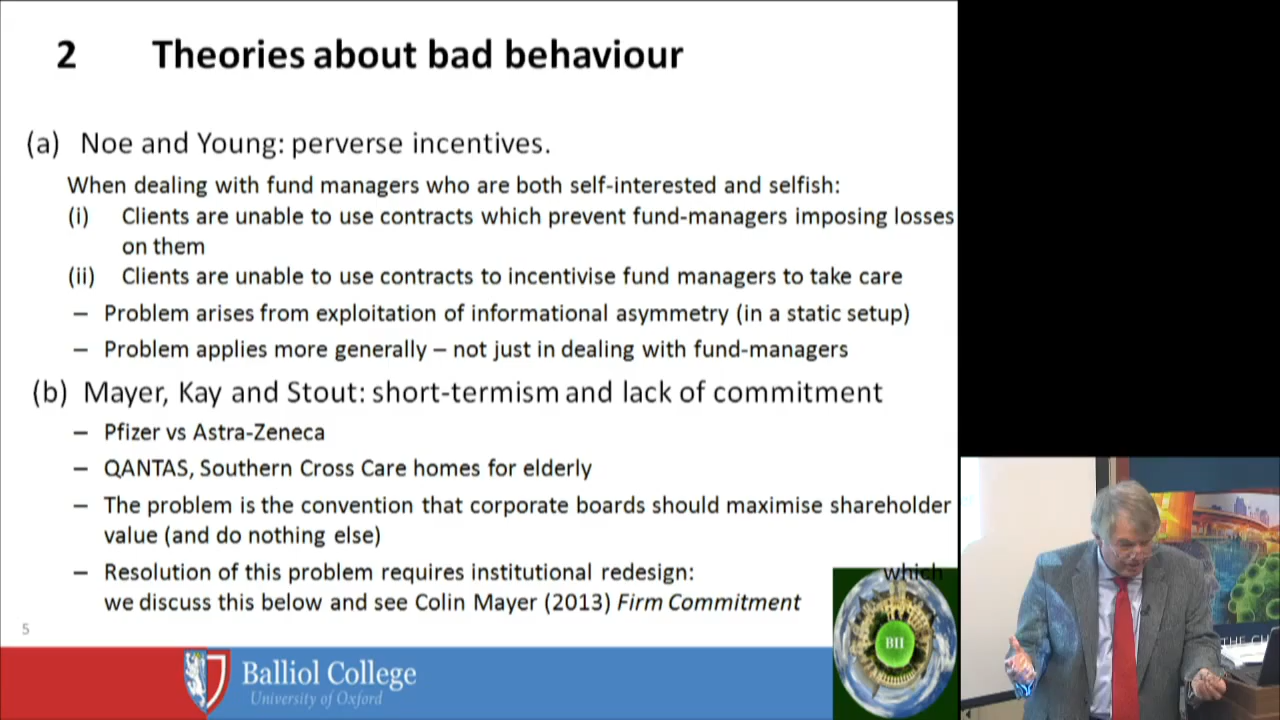 2 Theories about bad behaviour
(a) Noe and Young: perverse incentives.
When dealing with fund managers who are both self-interested and selfish:
(i) Clients are unable to use contracts which prevent fund-managers imposing losses
on them
(ii) Clients are unable to use contracts to incentivise fund managers to take care
– Problem arises from exploitation of informational asymmetry (in a static setup)
– Problem applies more generally – not just in dealing with fund-managers
(b) Mayer, Kay and Stout: short-termism and lack of commitment
– Pfizer vs Astra-Zeneca
– QANTAS, Southern Cross Care homes for elderly
– The problem is the convention that corporate boards should maximise shareholder
value (and do nothing else)
– Resolution of this problem requires institutional redesign: which
we discuss this below and see Colin Mayer (2013) Firm Commitment
5
Balliol College
University of Oxford
BII
THE CH